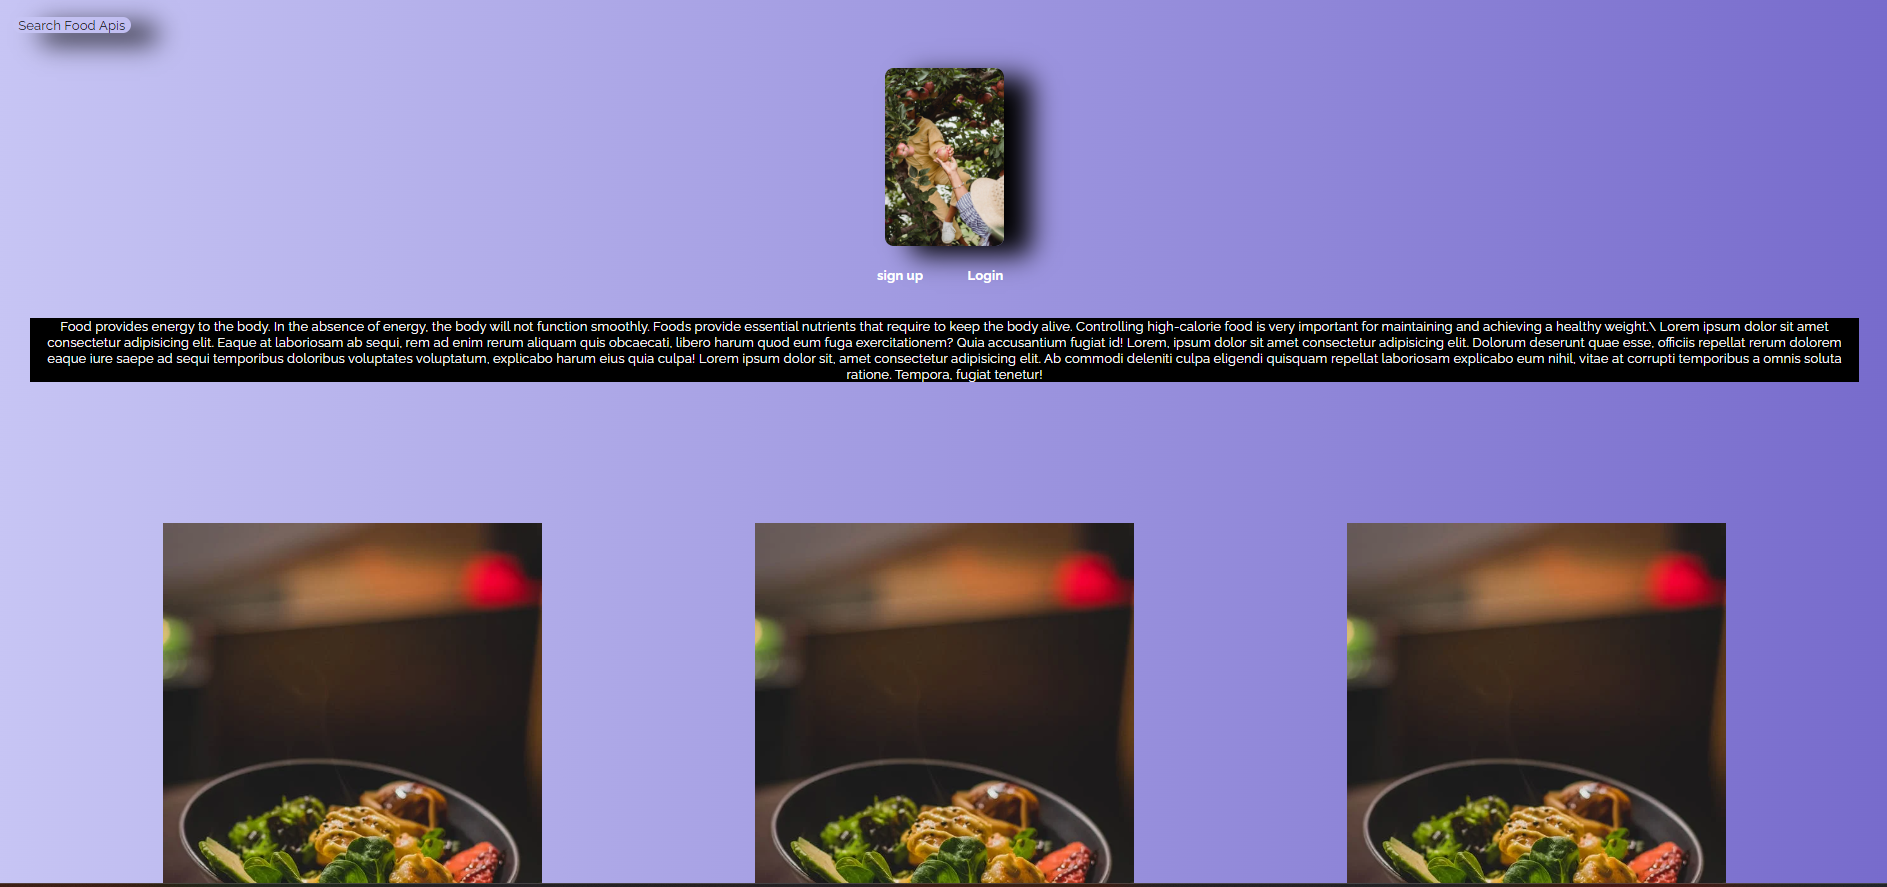 Search Food Apis
sign up Login
Food provides energy to the body. In the absence of energy, the body will not function smoothly. Foods provide essential nutrients that require to keep the body alive. Controlling high-calorie food is very important for maintaining and achieving a healthy weight.\ Lorem ipsum dolor sit amet
consectetur adipisicing elit. Eaque at laboriosam ab sequi, rem ad enim rerum aliquam quis obcaecati, libero harum quod eum fuga exercitationem? Quia accusantium fugiat id! Lorem, ipsum dolor sit amet consectetur adipisicing elit. Dolorum deserunt quae esse, officiis repellat rerum dolorem
eaque iure saepe ad sequi temporibus doloribus voluptates voluptatum, explicabo harum eius quia culpa! Lorem ipsum dolor sit, amet consectetur adipisicing elit. Ab commodi deleniti culpa eligendi quisquam repellat laboriosam explicabo eum nihil, vitae at corrupti temporibus a omnis soluta
ratione. Tempora, fugiat tenetur!